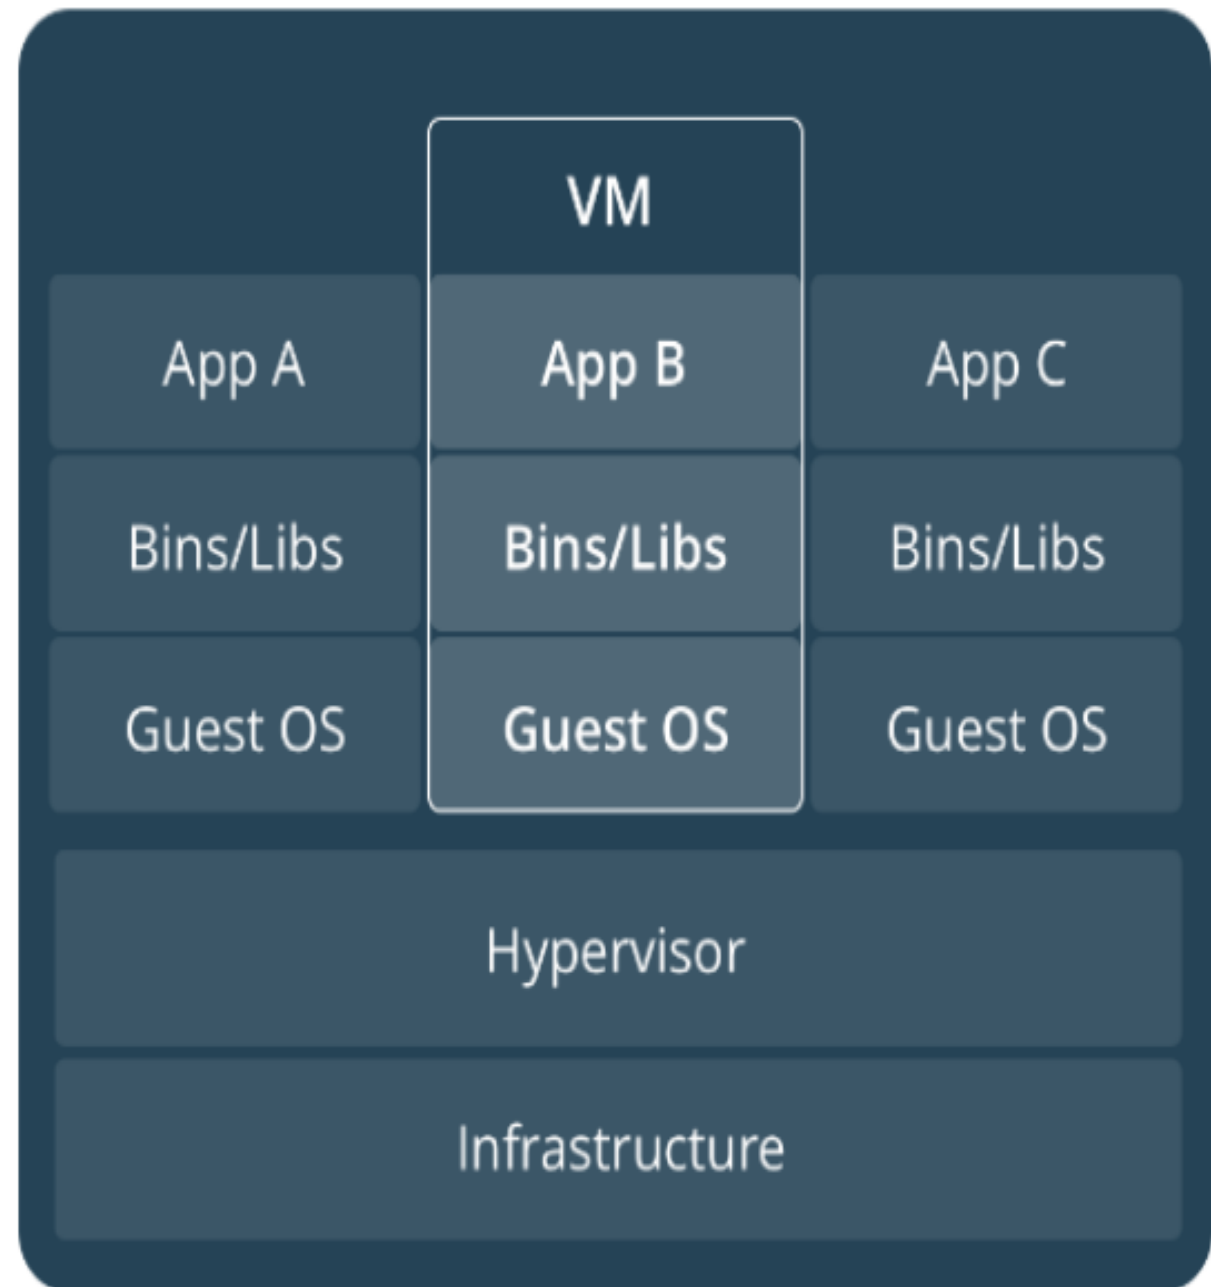 VM
App A App B App C
Bins/Libs Bins/Libs Bins/Libs
Guest OS Guest OS Guest OS
Hypervisor
Infrastructure